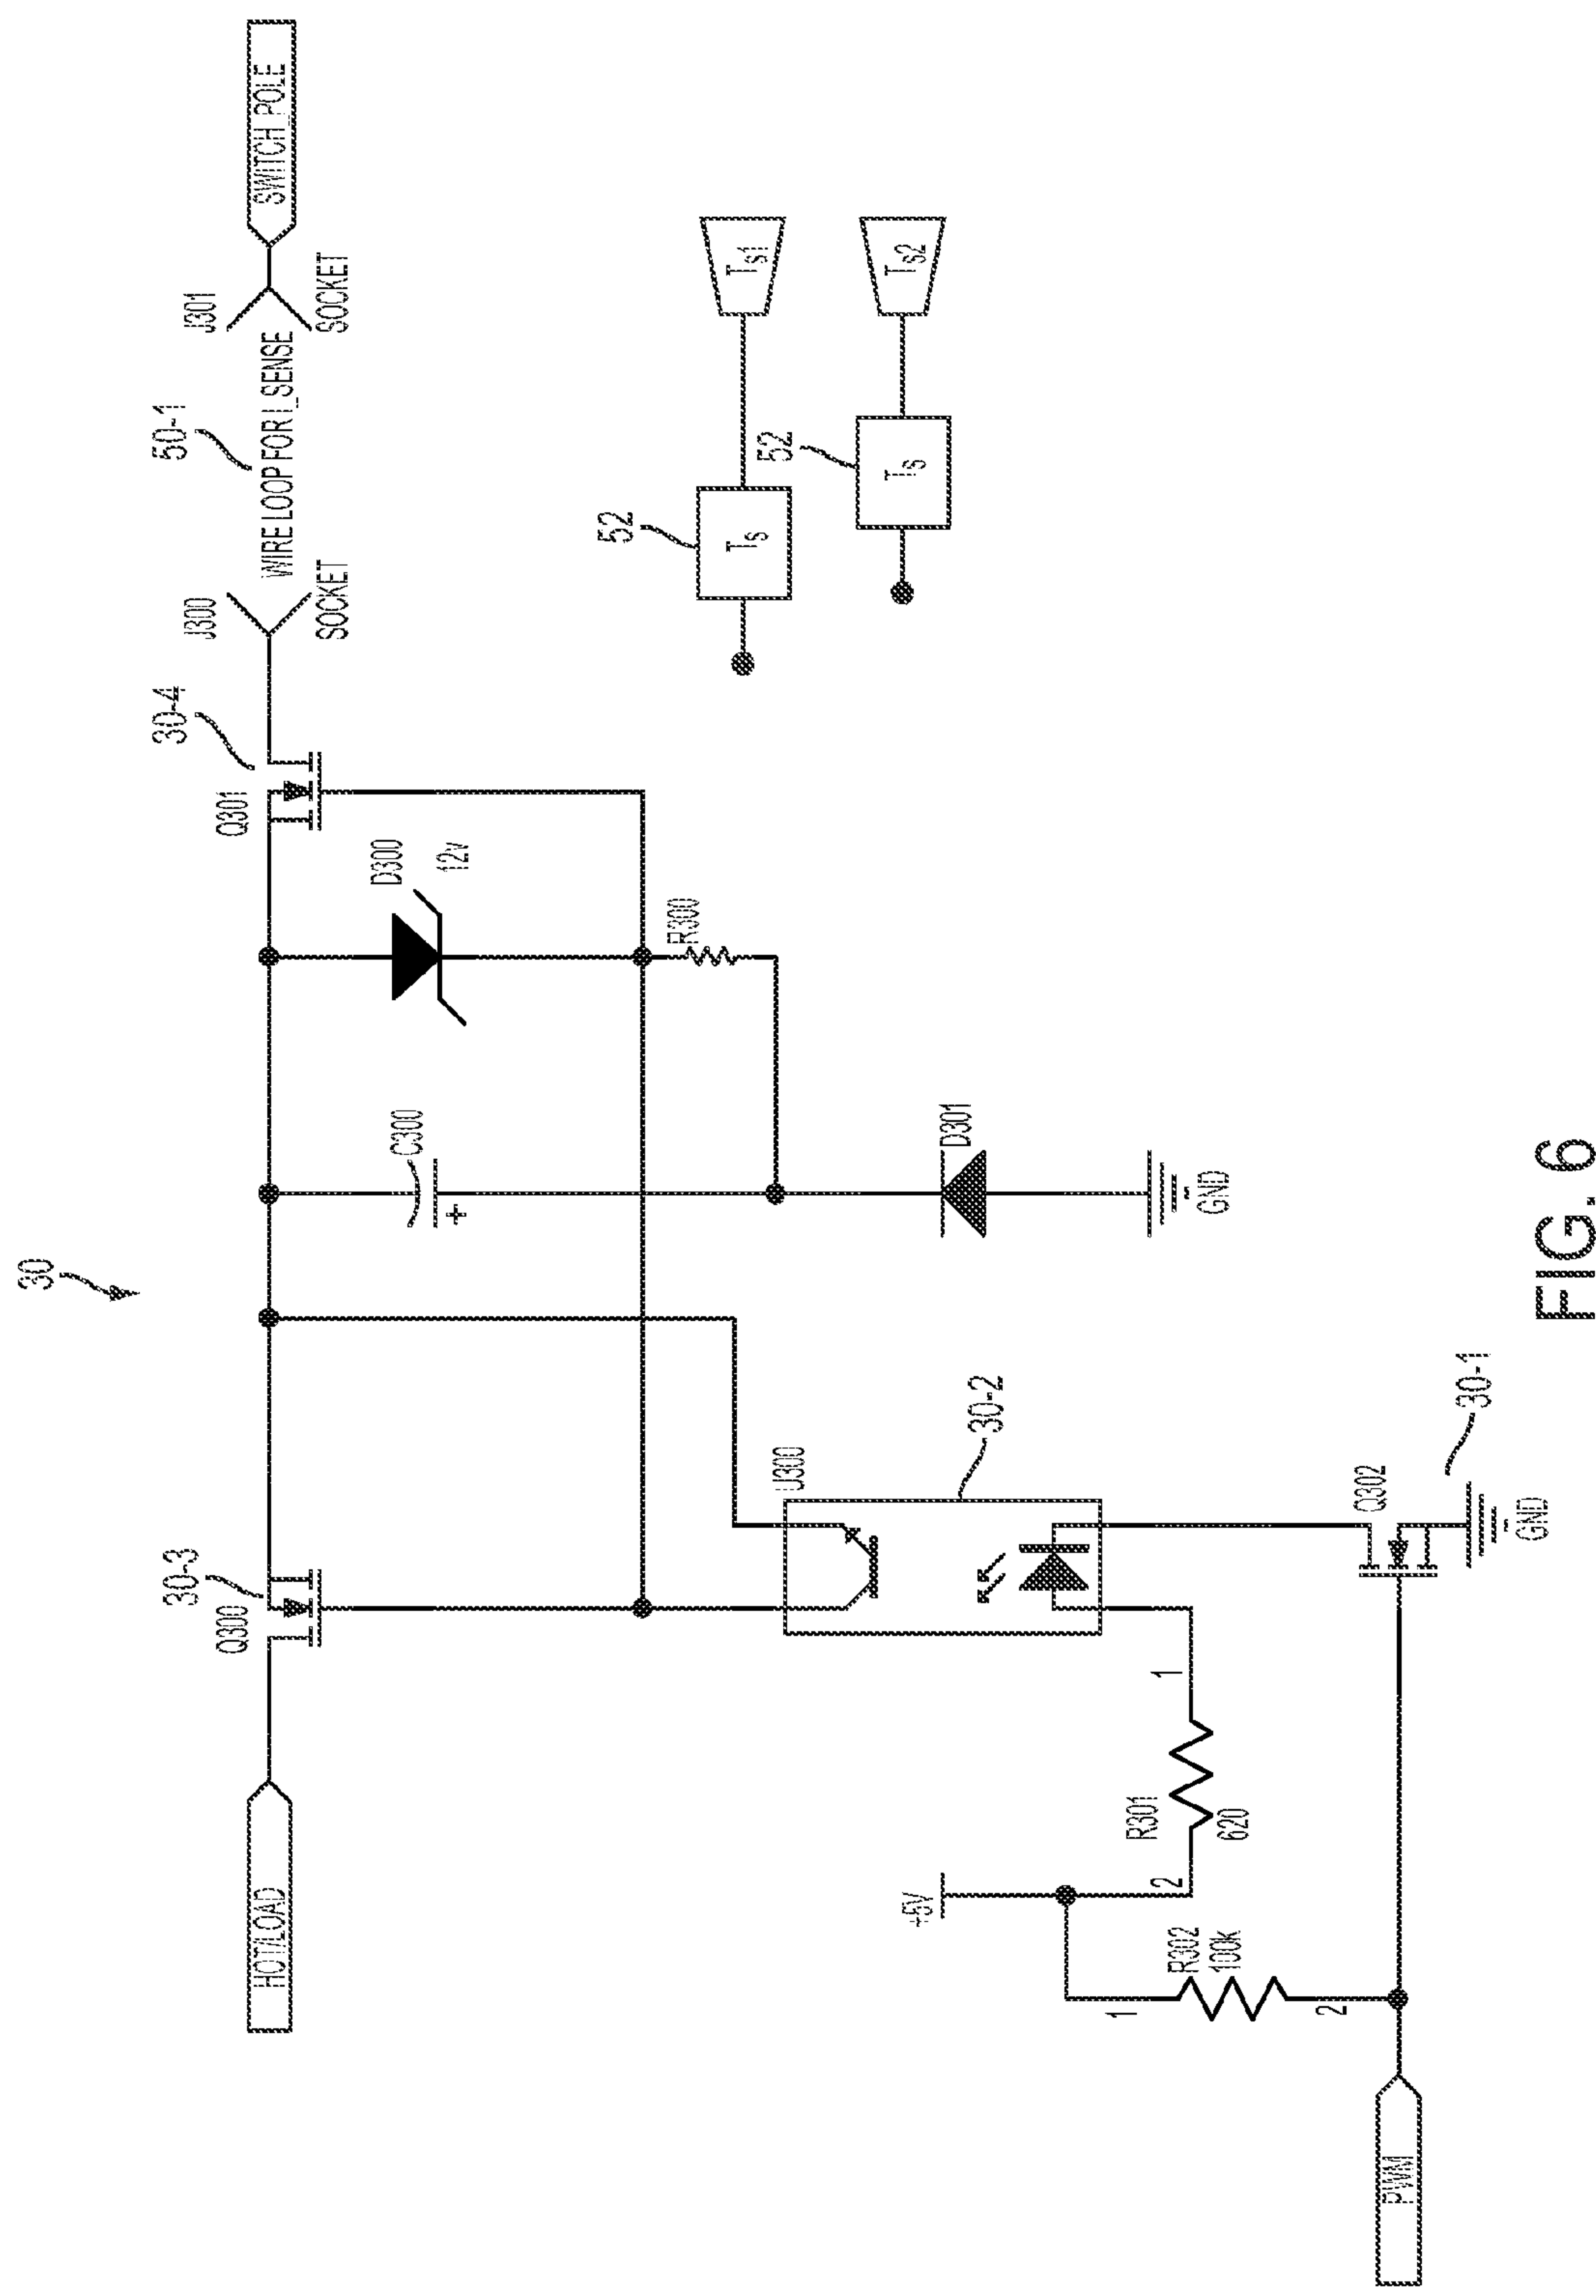 30
HOT/LOAD
Q300
30-3
Q301
30-4
J300
SOCKET
50-1
WIRE LOOP FOR I_SENSE
J301
SOCKET
SWITCH_POLE
C300
+
D300
12v
R300
D301
GND
52
Ts
Ts1
52
Ts
Ts2
U300
30-2
+5V
R301
620
1
2
R302
100k
1
2
PWM
Q302
30-1
GND
FIG. 6